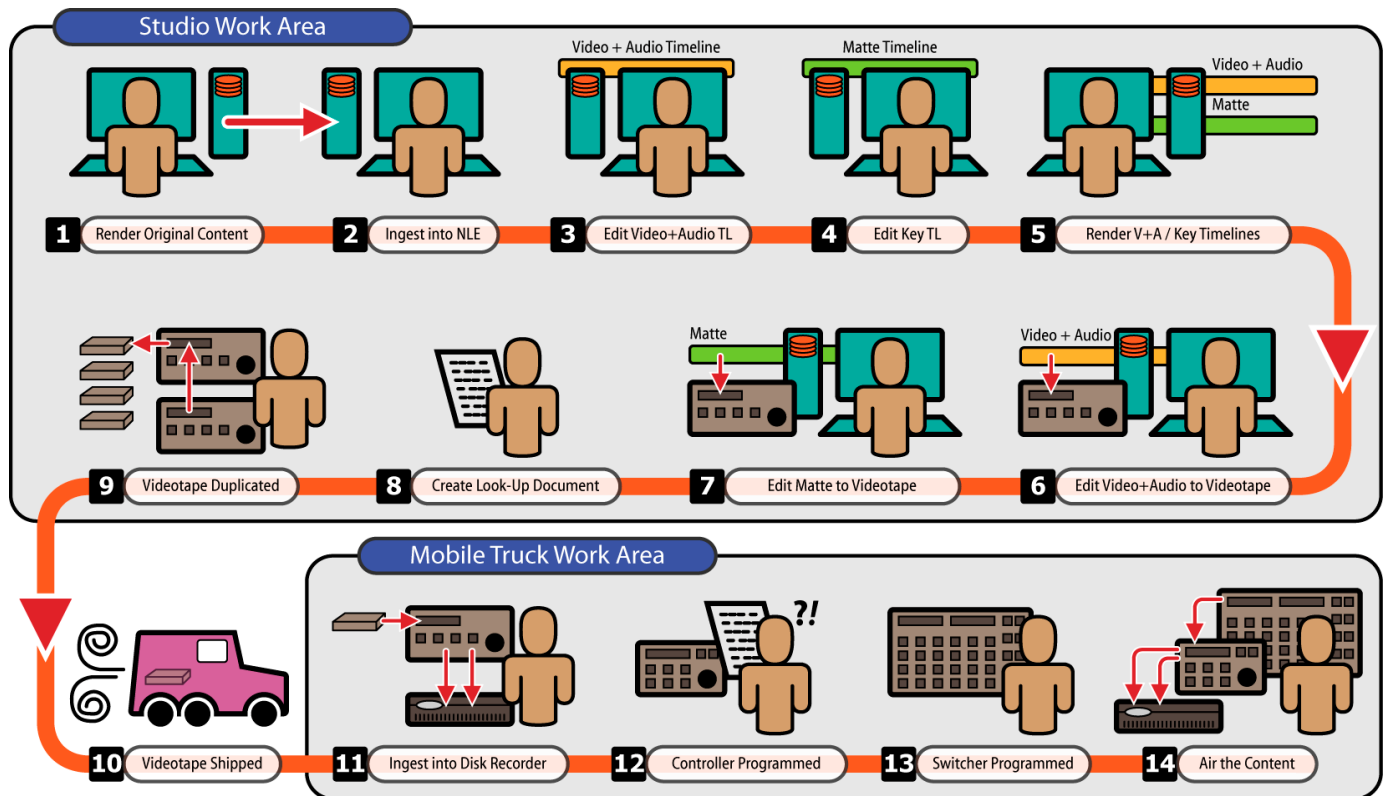 Studio Work Area
Video + Audio Timeline
Matte Timeline
Video + Audio
Matte
1 Render Original Content
2 Ingest into NLE
3 Edit Video+Audio TL
4 Edit Key TL
5 Render V+A / Key Timelines
Matte
Video + Audio
9 Videotape Duplicated
8 Create Look-Up Document
7 Edit Matte to Videotape
6 Edit Video+Audio to Videotape
Mobile Truck Work Area
?!
10 Videotape Shipped
11 Ingest into Disk Recorder
12 Controller Programmed
13 Switcher Programmed
14 Air the Content